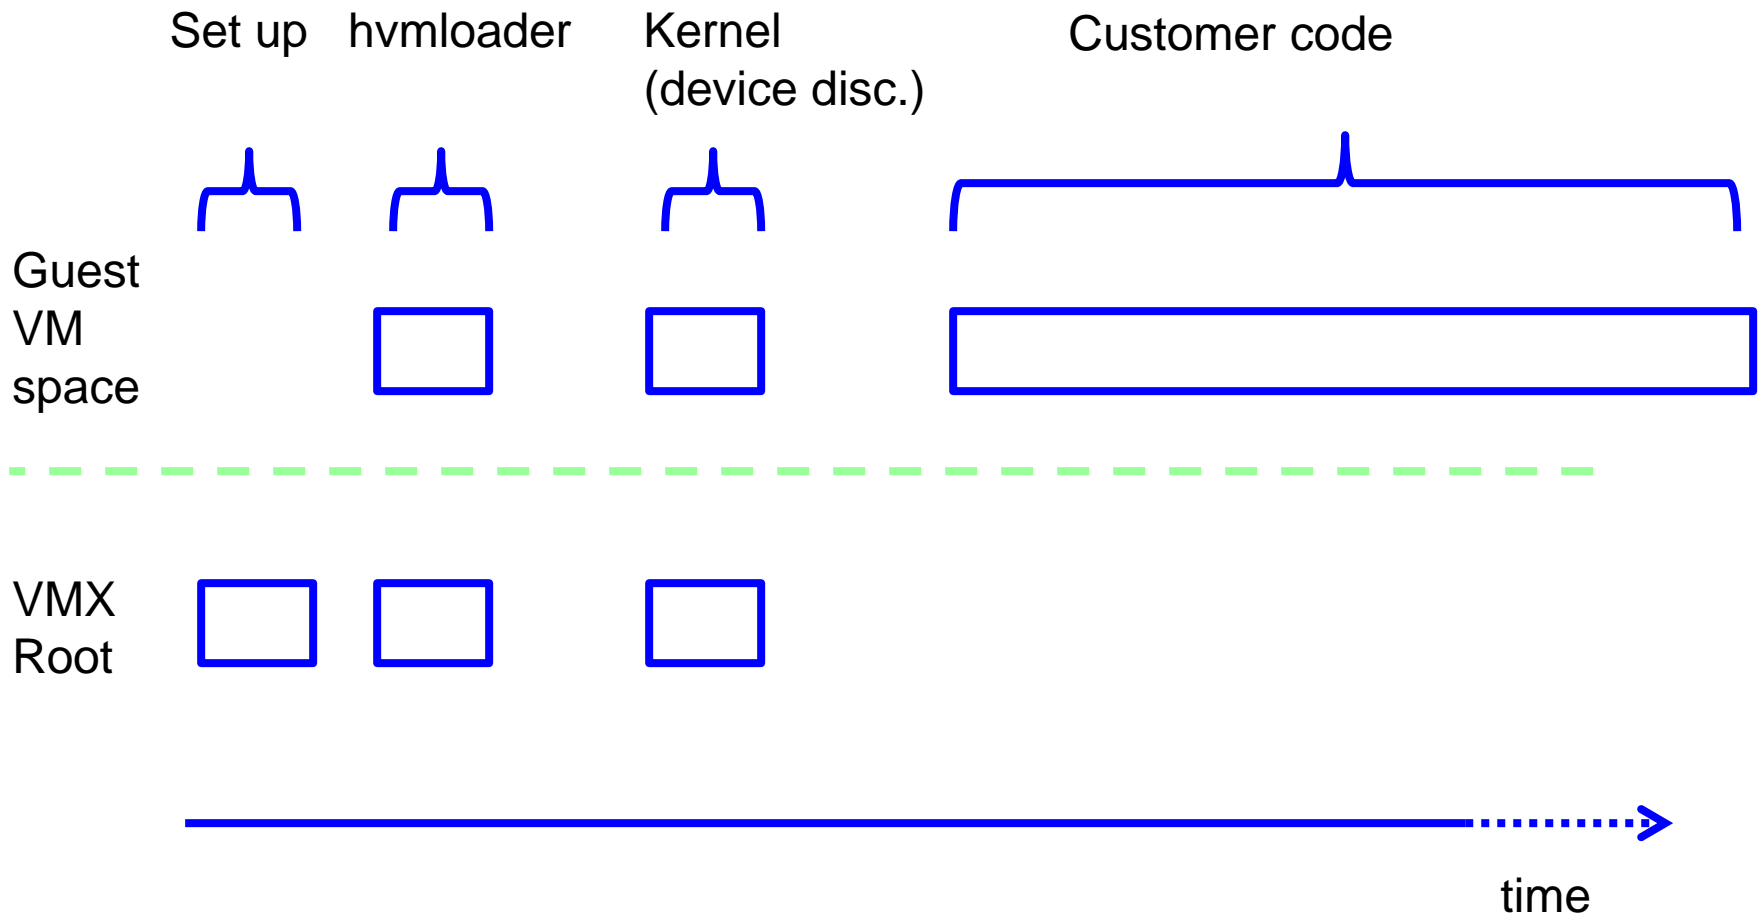 Set up
hvmloader
Kernel
(device disc.)
Customer code
Guest
VM
space
VMX
Root
time